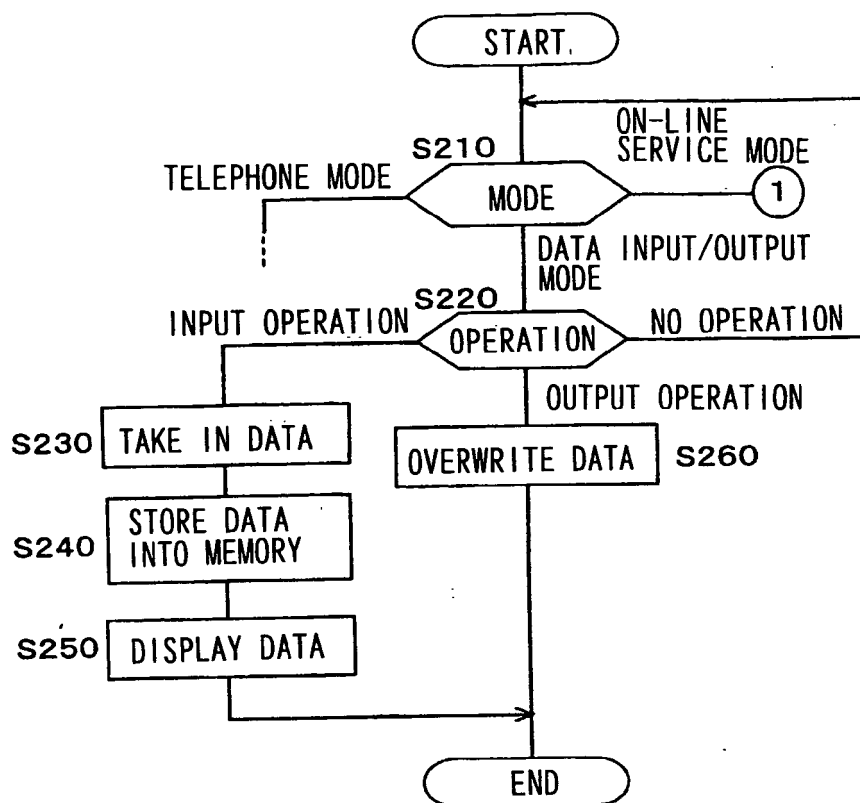 START
ON-LINE
SERVICE MODE
S210
TELEPHONE MODE
MODE
1
DATA INPUT/OUTPUT
MODE
S220
INPUT OPERATION
OPERATION
NO OPERATION
OUTPUT OPERATION
S230
TAKE IN DATA
OVERWRITE DATA
S260
S240
STORE DATA
INTO MEMORY
S250
DISPLAY DATA
END